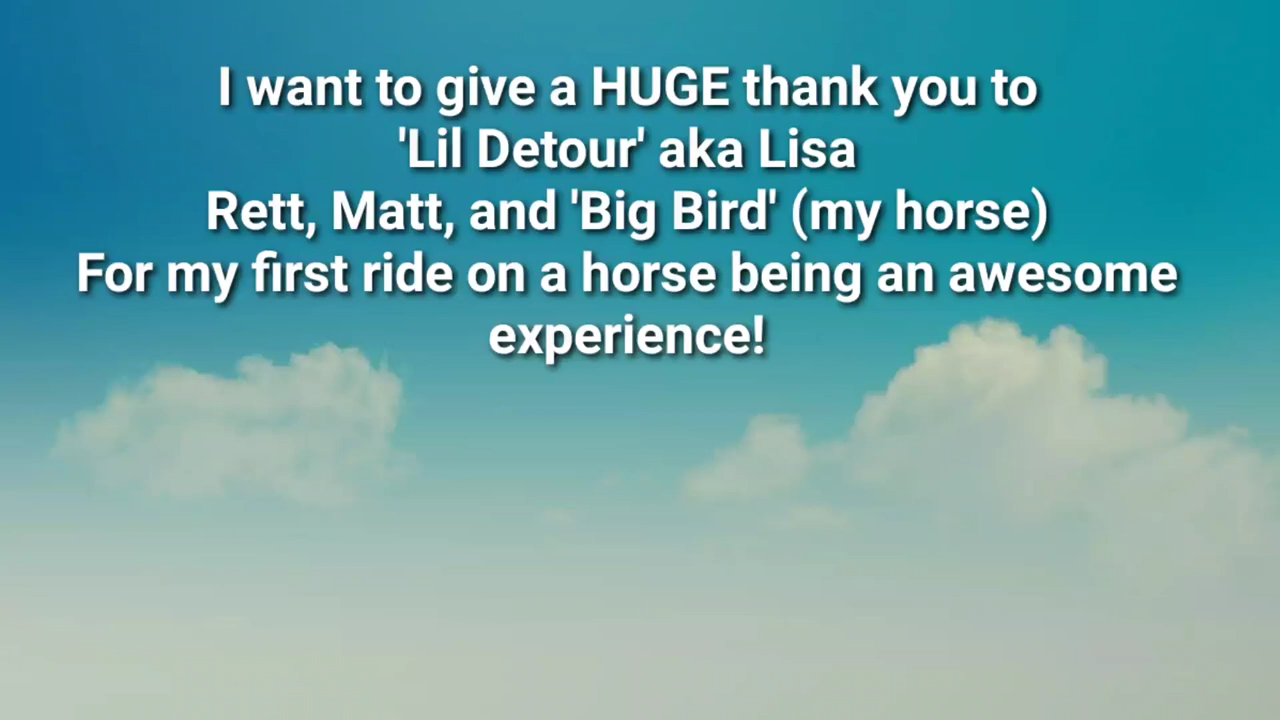 I want to give a HUGE thank you to
'Lil Detour' aka Lisa
Rett, Matt, and 'Big Bird' (my horse)
For my first ride on a horse being an awesome
experience!